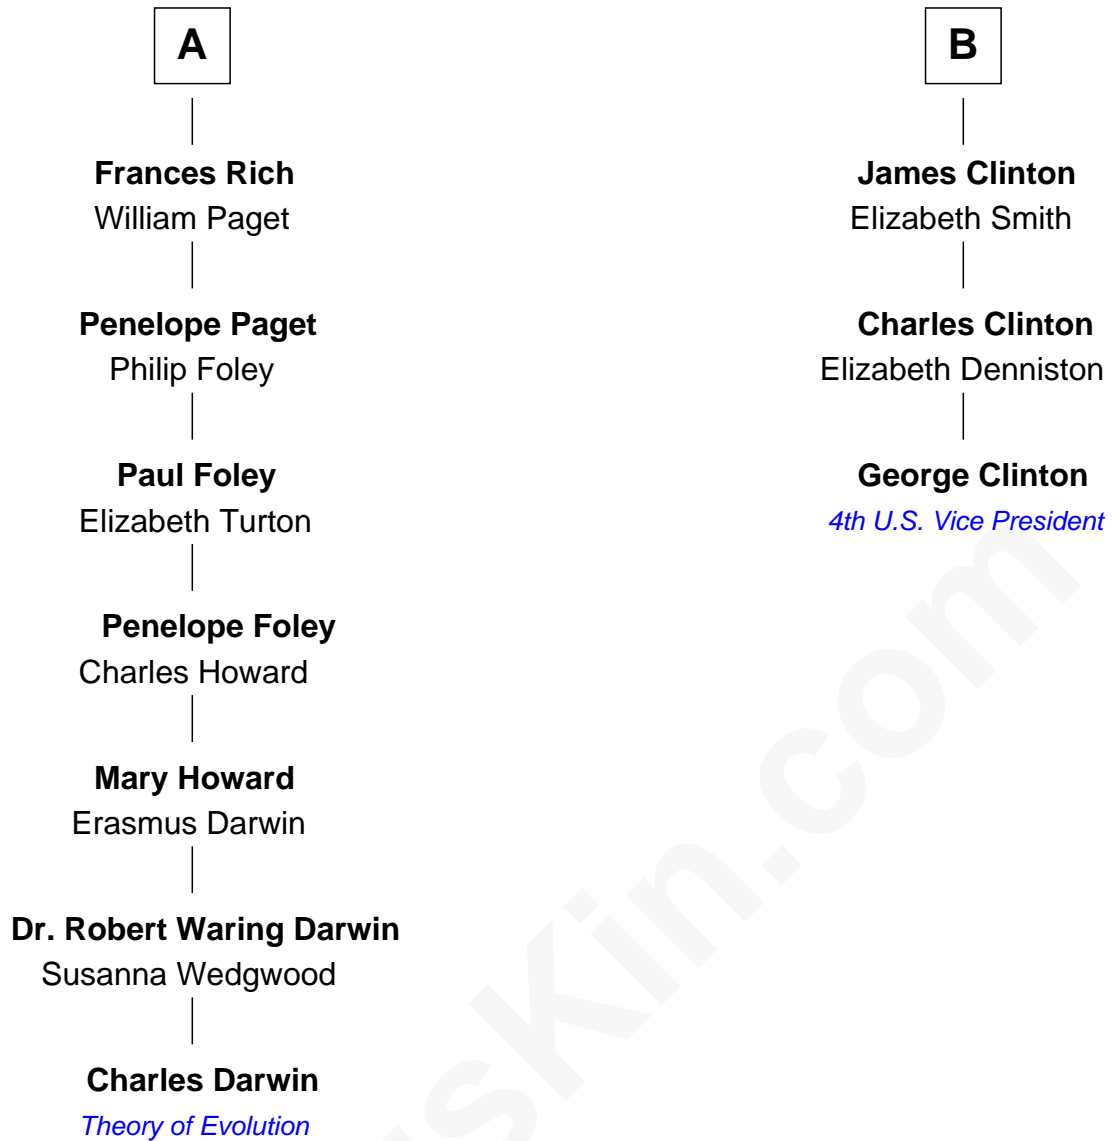 A
Frances Rich
William Paget
Penelope Paget
Philip Foley
Paul Foley
Elizabeth Turton
Penelope Foley
Charles Howard
Mary Howard
Erasmus Darwin
Dr. Robert Waring Darwin
Susanna Wedgwood
Charles Darwin
Theory of Evolution
B
James Clinton
Elizabeth Smith
Charles Clinton
Elizabeth Denniston
George Clinton
4th U.S. Vice President